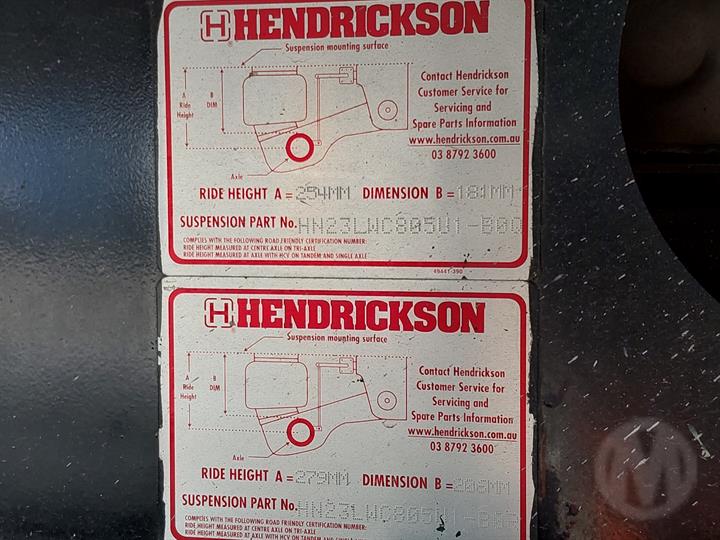 HENDRICKSON
Suspension mounting surface
A
Ride
Height
B
DIM
Axle
Contact Hendrickson
Customer Service for
Servicing and
Spare Parts Information
www.hendrickson.com.au
03 8792 3600
RIDE HEIGHT A = 254MM DIMENSION B = 181MM
SUSPENSION PART No. HN23LWC805U1-B0Q
COMPLIES WITH THE FOLLOWING ROAD FRIENDLY CERTIFICATION NUMBER:
RIDE HEIGHT MEASURED AT CENTRE AXLE ON TRI-AXLE
RIDE HEIGHT MEASURED AT AXLE WITH HCV ON TANDEM AND SINGLE AXLE
49441-390
HENDRICKSON
Suspension mounting surface
A
Ride
Height
B
DIM
Axle
Contact Hendrickson
Customer Service for
Servicing and
Spare Parts Information
www.hendrickson.com.au
03 8792 3600
RIDE HEIGHT A = 279MM DIMENSION B = 206MM
SUSPENSION PART No.
COMPLIES WITH THE FOLLOWING ROAD FRIENDLY CERTIFICATION NUMBER:
RIDE HEIGHT MEASURED AT CENTRE AXLE ON TRI-AXLE
RIDE HEIGHT MEASURED AT AXLE WITH HCV ON TANDEM AND SINGLE AXLE